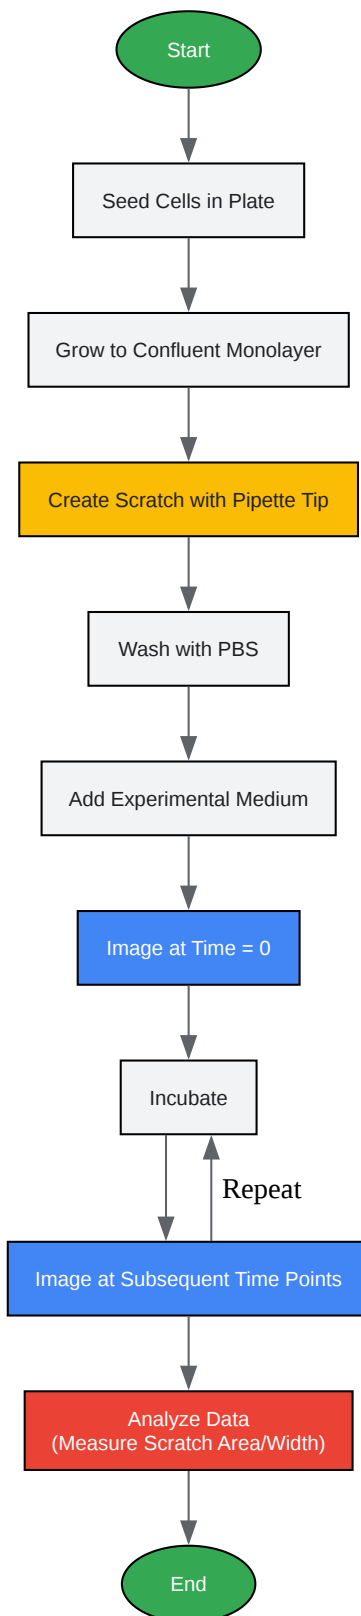 Start
Seed Cells in Plate
Grow to Confluent Monolayer
Create Scratch with Pipette Tip
Wash with PBS
Add Experimental Medium
Image at Time = 0
Incubate
Repeat
Image at Subsequent Time Points
Analyze Data
(Measure Scratch Area/Width)
End